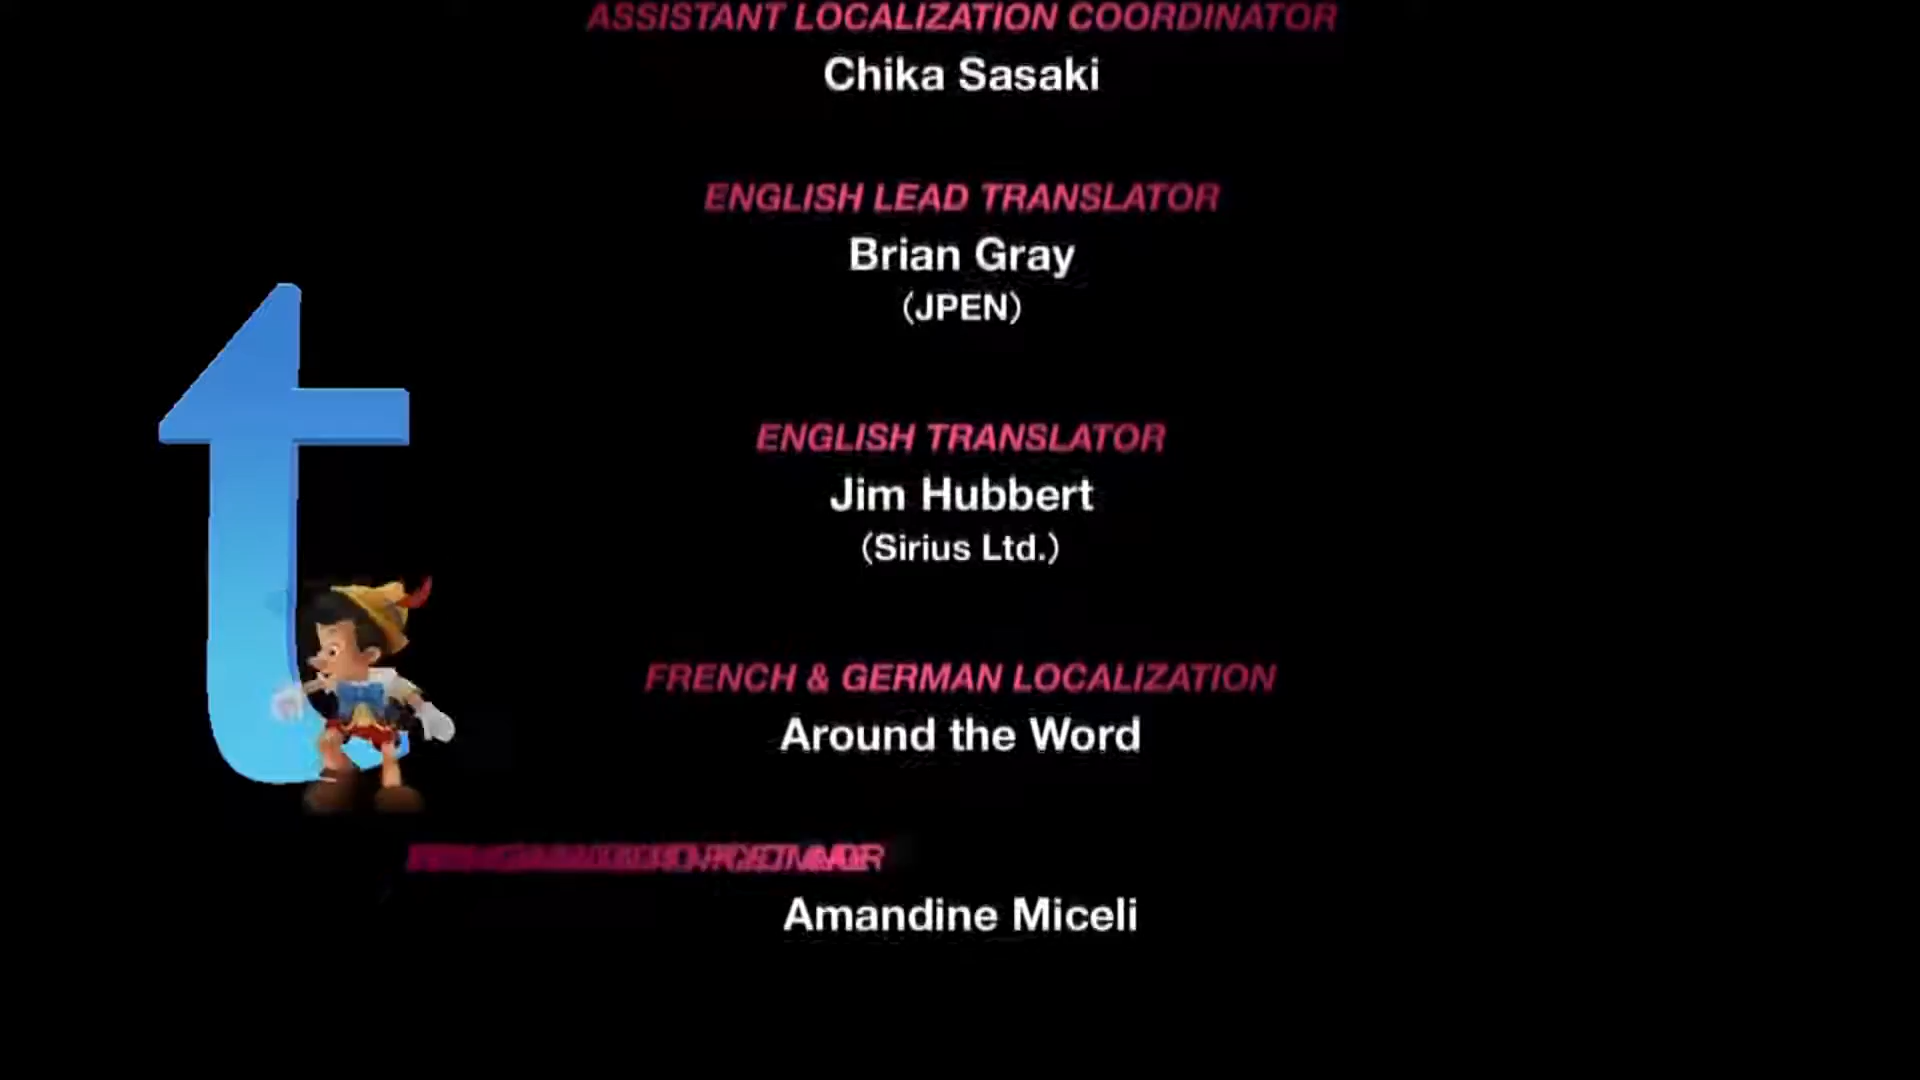 ASSISTANT LOCALIZATION COORDINATOR
Chika Sasaki
ENGLISH LEAD TRANSLATOR
Brian Gray
(JPEN)
t
ENGLISH TRANSLATOR
Jim Hubbert
(Sirius Ltd.)
FRENCH & GERMAN LOCALIZATION
Around the Word
Amandine Miceli